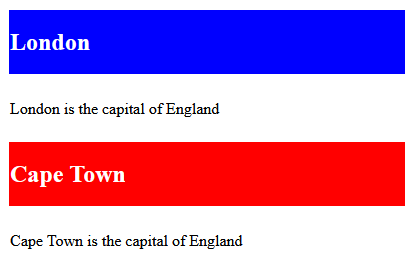 London
London is the capital of England
Cape Town
Cape Town is the capital of England